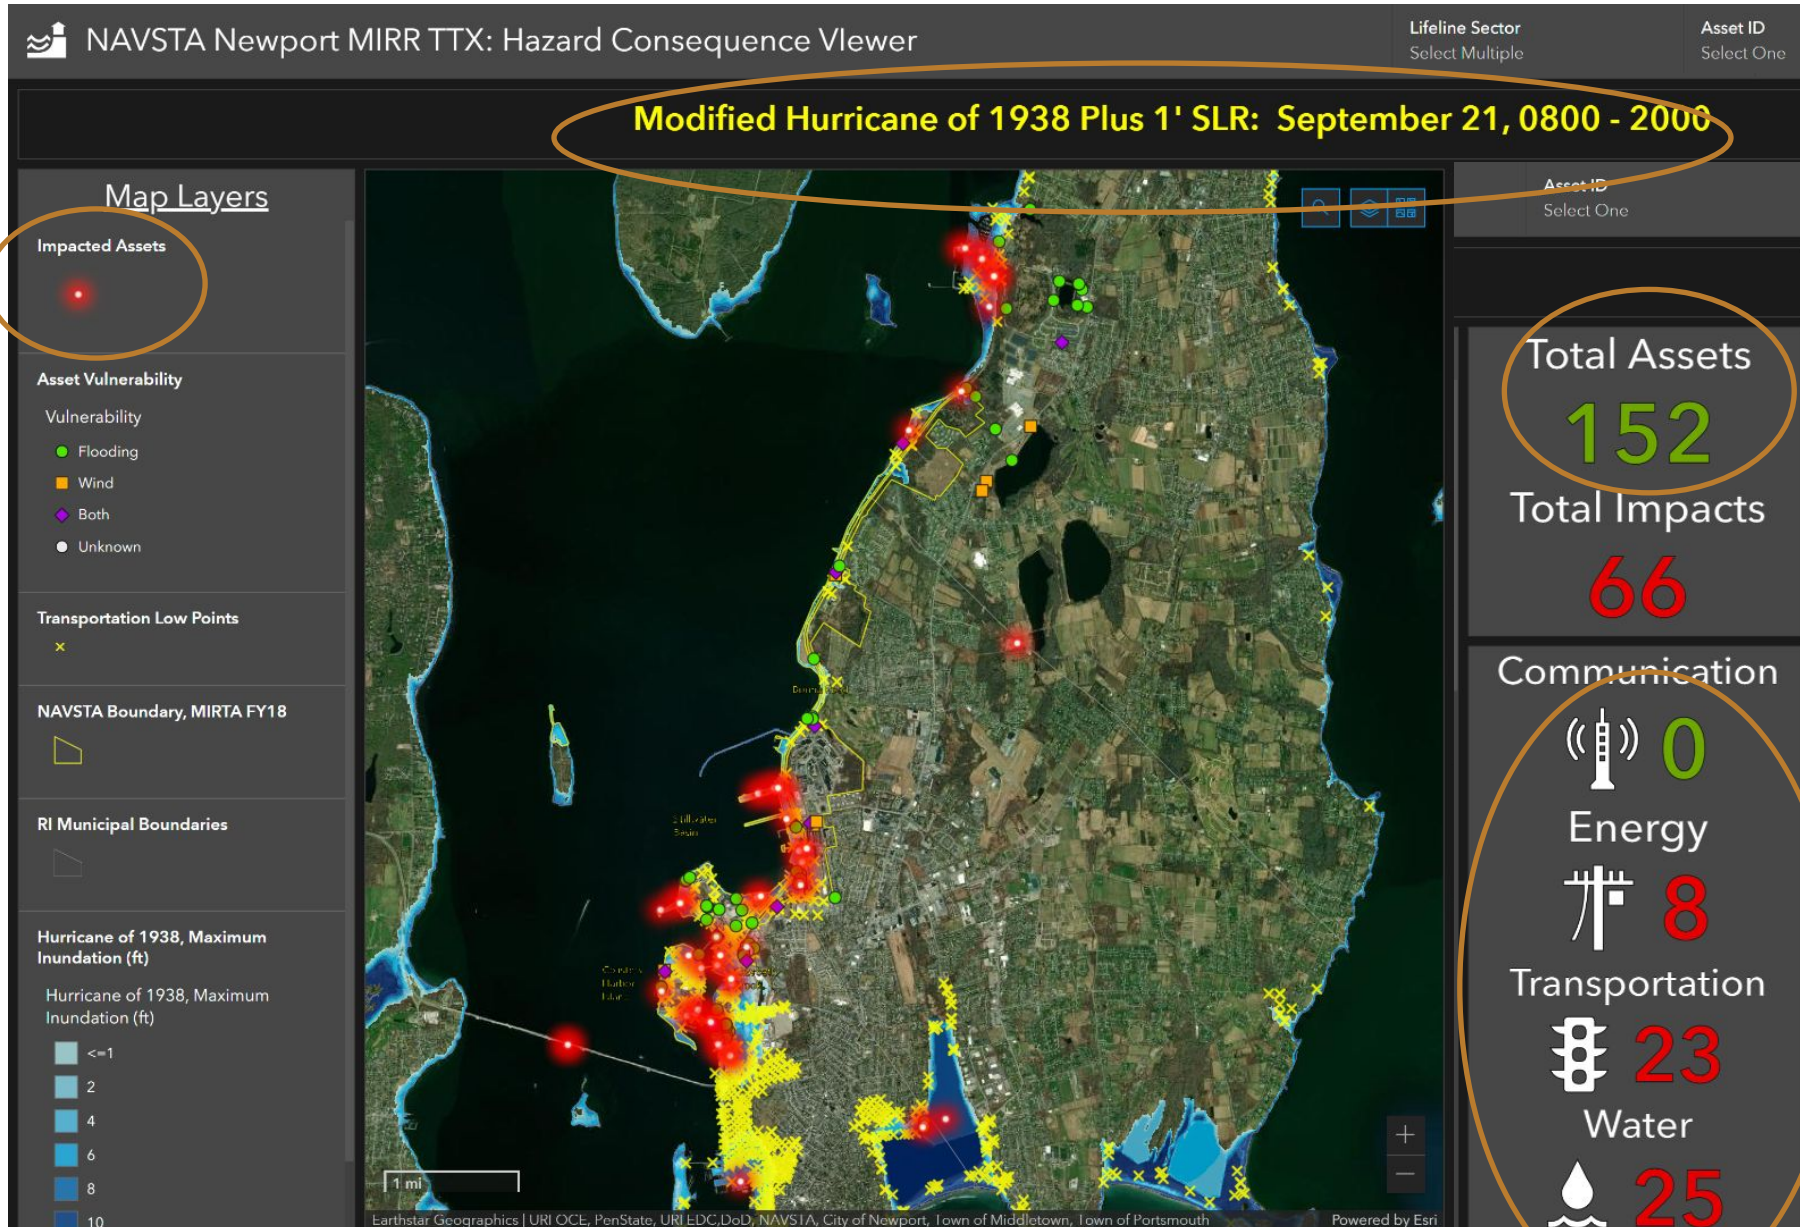 NAVSTA Newport MIRR TTX: Hazard Consequence VIewer
Lifeline Sector
Select Multiple
Asset ID
Select One
Modified Hurricane of 1938 Plus 1' SLR: September 21, 0800 - 2000
Map Layers
Impacted Assets
Asset Vulnerability
Vulnerability
Flooding
Wind
Both
Unknown
Transportation Low Points
NAVSTA Boundary, MIRTA FY18
RI Municipal Boundaries
Hurricane of 1938, Maximum
Inundation (ft)
Hurricane of 1938, Maximum
Inundation (ft)
<=1
2
4
6
8
10
Stillwater
Basin
Coasters
Harbor
Island
1 mi
+
−
Earthstar Geographics | URI OCE, PenState, URI EDC,DoD, NAVSTA, City of Newport, Town of Middletown, Town of Portsmouth
Powered by Esri
Asset ID
Select One
Total Assets
152
Total Impacts
66
Communication
0
Energy
8
Transportation
23
Water
25